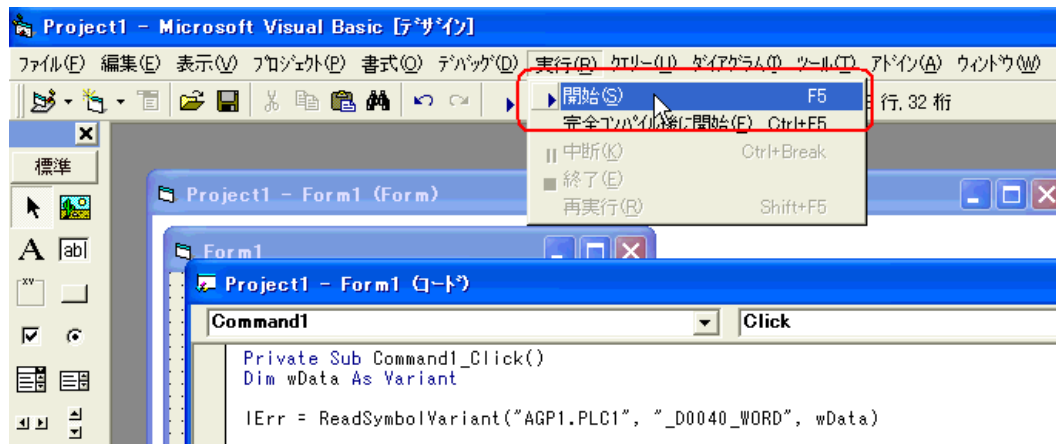 Project1 - Microsoft Visual Basic [ﾃﾞｻﾞｲﾝ]
ﾌｧｲﾙ(F) 編集(E) 表示(V) ﾌﾟﾛｼﾞｪｸﾄ(P) 書式(O) ﾃﾞﾊﾞｯｸﾞ(D) 実行(R) ｸｴﾘｰ(U) ﾀﾞｲｱｸﾞﾗﾑ(I) ﾂｰﾙ(T) ｱﾄﾞｲﾝ(A) ｳｨﾝﾄﾞｳ(W)
開始(S) F5
行, 32 桁
完全ｺﾝﾊﾟｲﾙ後に開始(F) Ctrl+F5
中断(K) Ctrl+Break
終了(E)
再実行(R) Shift+F5
標準
A ab
xv
Project1 - Form1 (Form)
Form1
Project1 - Form1 (ｺｰﾄﾞ)
Command1 Click
Private Sub Command1_Click()
Dim wData As Variant
lErr = ReadSymbolVariant("AGP1.PLC1", "_D0040_WORD", wData)